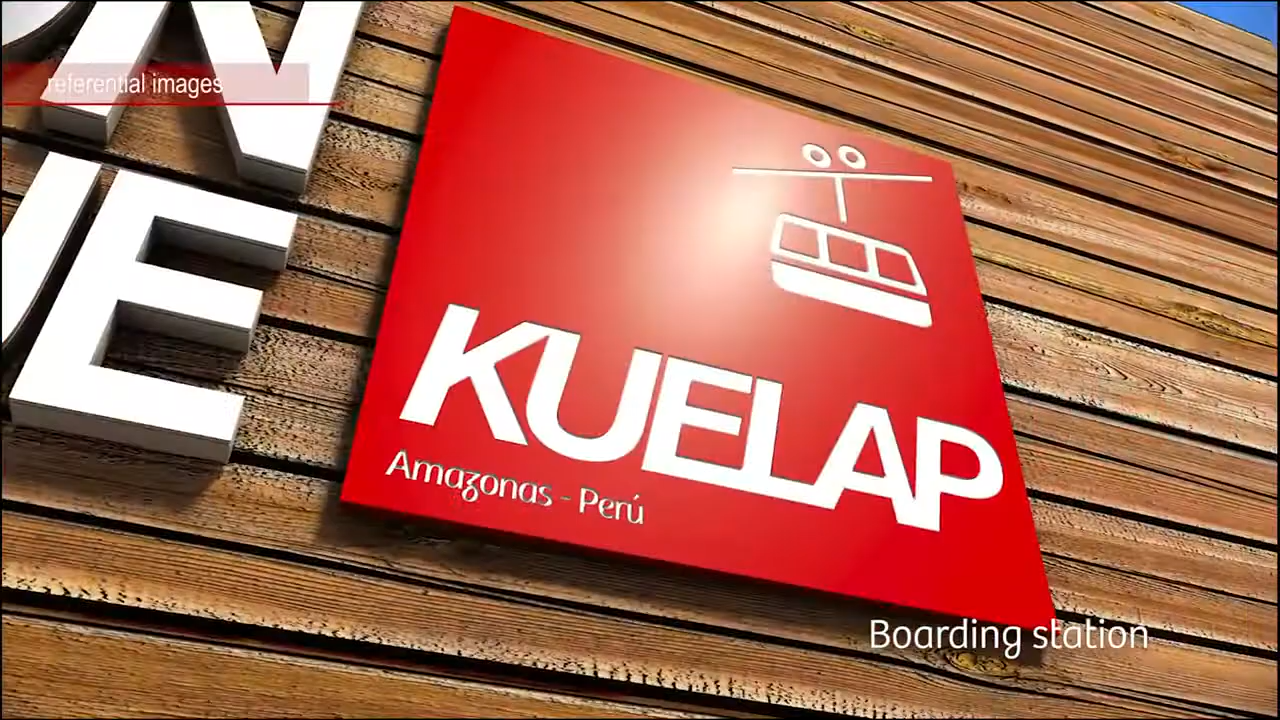 referential images
N
E
KUELAP
Amazonas - Perú
Boarding station